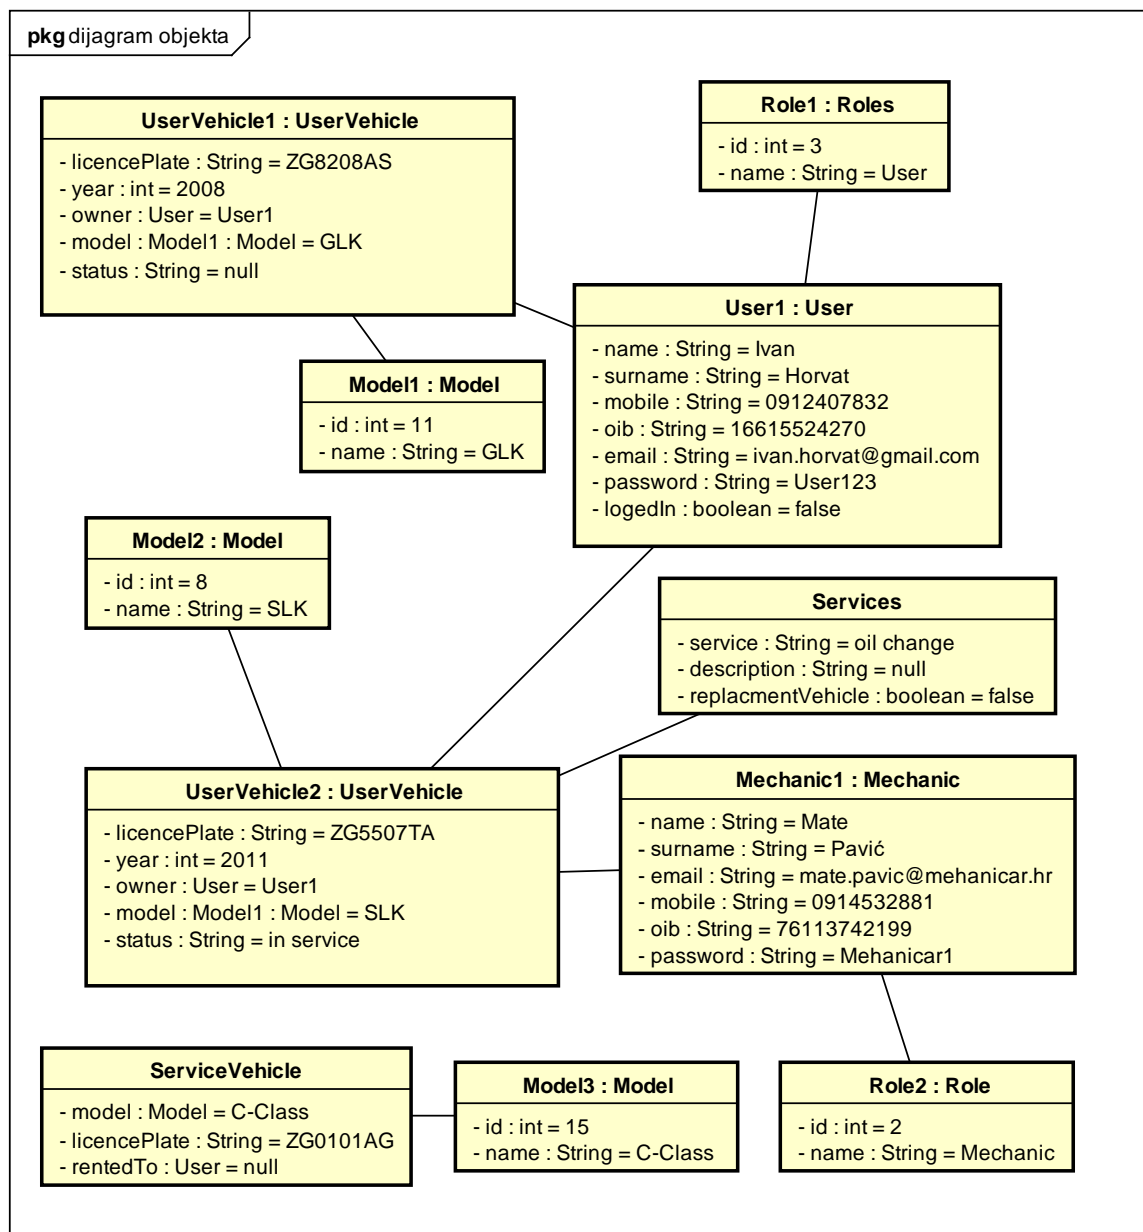 pkg dijagram objekta
UserVehicle1 : UserVehicle
- licencePlate : String = ZG8208AS
- year : int = 2008
- owner : User = User1
- model : Model1 : Model = GLK
- status : String = null
Role1 : Roles
- id : int = 3
- name : String = User
User1 : User
- name : String = Ivan
- surname : String = Horvat
- mobile : String = 0912407832
- oib : String = 16615524270
- email : String = ivan.horvat@gmail.com
- password : String = User123
- logedIn : boolean = false
Model1 : Model
- id : int = 11
- name : String = GLK
Model2 : Model
- id : int = 8
- name : String = SLK
Services
- service : String = oil change
- description : String = null
- replacmentVehicle : boolean = false
UserVehicle2 : UserVehicle
- licencePlate : String = ZG5507TA
- year : int = 2011
- owner : User = User1
- model : Model1 : Model = SLK
- status : String = in service
Mechanic1 : Mechanic
- name : String = Mate
- surname : String = Pavić
- email : String = mate.pavic@mehanicar.hr
- mobile : String = 0914532881
- oib : String = 76113742199
- password : String = Mehanicar1
ServiceVehicle
- model : Model = C-Class
- licencePlate : String = ZG0101AG
- rentedTo : User = null
Model3 : Model
- id : int = 15
- name : String = C-Class
Role2 : Role
- id : int = 2
- name : String = Mechanic